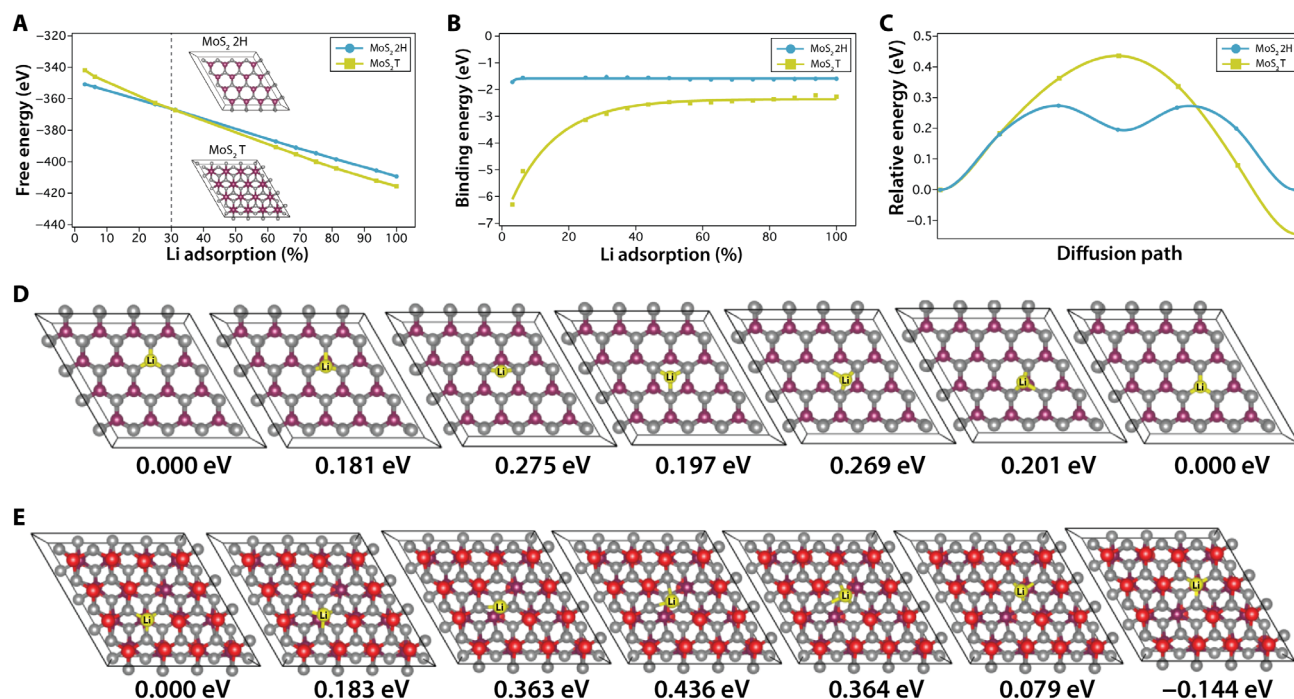 A
Free energy (eV)
−320
−340
−360
−380
−400
−420
−440
0 10 20 30 40 50 60 70 80 90 100
Li adsorption (%)
MoS₂ 2H
MoS₂ T
MoS₂ 2H
MoS₂ T
B
Binding energy (eV)
0
−1
−2
−3
−4
−5
−6
−7
0 25 50 75 100
Li adsorption (%)
MoS₂ 2H
MoS₂ T
C
Relative energy (eV)
0.5
0.4
0.3
0.2
0.0
−0.1
Diffusion path
MoS₂ 2H
MoS₂ T
D
Li Li Li Li Li Li Li
0.000 eV 0.181 eV 0.275 eV 0.197 eV 0.269 eV 0.201 eV 0.000 eV
E
Li Li Li Li Li Li Li
0.000 eV 0.183 eV 0.363 eV 0.436 eV 0.364 eV 0.079 eV −0.144 eV